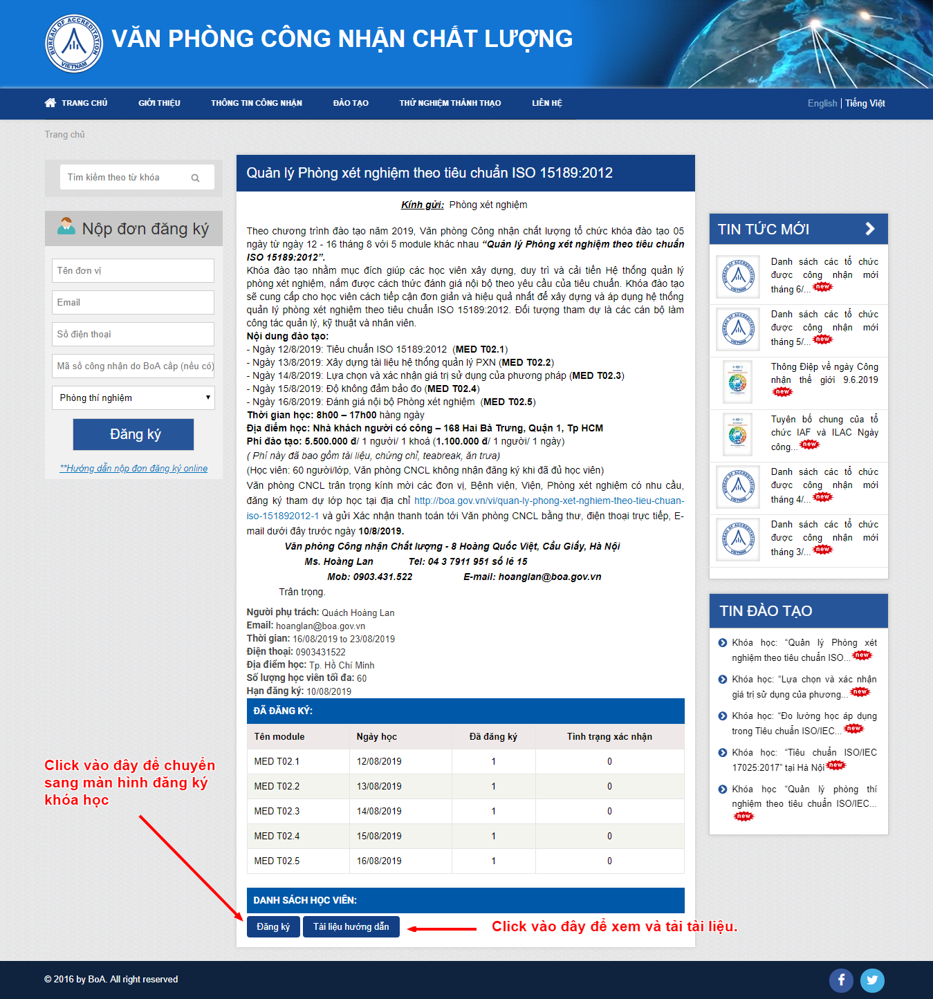 BUREAU OF ACCREDITATION
VIETNAM
VĂN PHÒNG CÔNG NHẬN CHẤT LƯỢNG
TRANG CHỦ
GIỚI THIỆU
THÔNG TIN CÔNG NHẬN
ĐÀO TẠO
THỬ NGHIỆM THÀNH THẠO
LIÊN HỆ
English | Tiếng Việt
Trang chủ
Tìm kiếm theo từ khóa
Nộp đơn đăng ký
Tên đơn vị
Email
Số điện thoại
Mã số công nhận do BoA cấp (nếu có)
Phòng thí nghiệm
Đăng ký
**Hướng dẫn nộp đơn đăng ký online
Quản lý Phòng xét nghiệm theo tiêu chuẩn ISO 15189:2012
Kính gửi: Phòng xét nghiệm
Theo chương trình đào tạo năm 2019, Văn phòng Công nhận chất lượng tổ chức khóa đào tạo 05
ngày từ ngày 12 - 16 tháng 8 với 5 module khác nhau “Quản lý Phòng xét nghiệm theo tiêu chuẩn
ISO 15189:2012”.
Khóa đào tạo nhằm mục đích giúp các học viên xây dựng, duy trì và cải tiến Hệ thống quản lý
phòng xét nghiệm, nắm được cách thức đánh giá nội bộ theo yêu cầu của tiêu chuẩn. Khóa đào tạo
sẽ cung cấp cho học viên cách tiếp cận đơn giản và hiệu quả nhất để xây dựng và áp dụng hệ thống
quản lý phòng xét nghiệm theo tiêu chuẩn ISO 15189:2012. Đối tượng tham dự là các cán bộ làm
công tác quản lý, kỹ thuật và nhân viên.
Nội dung đào tạo:
- Ngày 12/8/2019: Tiêu chuẩn ISO 15189:2012 (MED T02.1)
- Ngày 13/8/2019: Xây dựng tài liệu hệ thống quản lý PXN (MED T02.2)
- Ngày 14/8/2019: Lựa chọn và xác nhận giá trị sử dụng của phương pháp (MED T02.3)
- Ngày 15/8/2019: Độ không đảm bảo đo (MED T02.4)
- Ngày 16/8/2019: Đánh giá nội bộ Phòng xét nghiệm (MED T02.5)
Thời gian học: 8h00 – 17h00 hàng ngày
Địa điểm học: Nhà khách người có công – 168 Hai Bà Trưng, Quận 1, Tp HCM
Phí đào tạo: 5.500.000 đ/ 1 người/ 1 khoá (1.100.000 đ/ 1 người/ 1 ngày)
( Phí này đã bao gồm tài liệu, chứng chỉ, teabreak, ăn trưa)
(Học viên: 60 người/lớp, Văn phòng CNCL không nhận đăng ký khi đã đủ học viên)
Văn phòng CNCL trân trọng kính mời các đơn vị, Bệnh viện, Viện, Phòng xét nghiệm có nhu cầu,
đăng ký tham dự lớp học tại địa chỉ http://boa.gov.vn/vi/quan-ly-phong-xet-nghiem-theo-tieu-chuan-
iso-151892012-1 và gửi Xác nhận thanh toán tới Văn phòng CNCL bằng thư, điện thoại trực tiếp, E-
mail dưới đây trước ngày 10/8/2019.
Văn phòng Công nhận Chất lượng - 8 Hoàng Quốc Việt, Cầu Giấy, Hà Nội
Ms. Hoàng Lan Tel: 04 3 7911 951 số lẻ 15
Mob: 0903.431.522 E-mail: hoanglan@boa.gov.vn
Trân trọng.
Người phụ trách: Quách Hoàng Lan
Email: hoanglan@boa.gov.vn
Thời gian: 16/08/2019 to 23/08/2019
Điện thoại: 0903431522
Địa điểm học: Tp. Hồ Chí Minh
Số lượng học viên tối đa: 60
Hạn đăng ký: 10/08/2019
ĐÃ ĐĂNG KÝ:
Tên module Ngày học Đã đăng ký Tình trạng xác nhận
MED T02.1 12/08/2019 1 0
MED T02.2 13/08/2019 1 0
MED T02.3 14/08/2019 1 0
MED T02.4 15/08/2019 1 0
MED T02.5 16/08/2019 1 0
DANH SÁCH HỌC VIÊN:
Đăng ký
Tài liệu hướng dẫn
Click vào đây để chuyển
sang màn hình đăng ký
khóa học
Click vào đây để xem và tải tài liệu.
TIN TỨC MỚI
Danh sách các tổ chức
được công nhận mới
tháng 6/... new
Danh sách các tổ chức
được công nhận mới
tháng 5/... new
Thông Điệp về ngày Công
nhận thế giới 9.6.2019
new
Tuyên bố chung của tổ
chức IAF và ILAC Ngày
công... new
Danh sách các tổ chức
được công nhận mới
tháng 4/... new
Danh sách các tổ chức
được công nhận mới
tháng 3/... new
TIN ĐÀO TẠO
Khóa học: “Quản lý Phòng xét
nghiệm theo tiêu chuẩn ISO... new
Khóa học: “Lựa chọn và xác nhận
giá trị sử dụng của phương... new
Khóa học: “Đo lường học áp dụng
trong Tiêu chuẩn ISO/IEC... new
Khóa học: “Tiêu chuẩn ISO/IEC
17025:2017” tại Hà Nội new
Khóa học “Quản lý phòng thí
nghiệm theo tiêu chuẩn ISO/IEC...
new
© 2016 by BoA. All right reserved